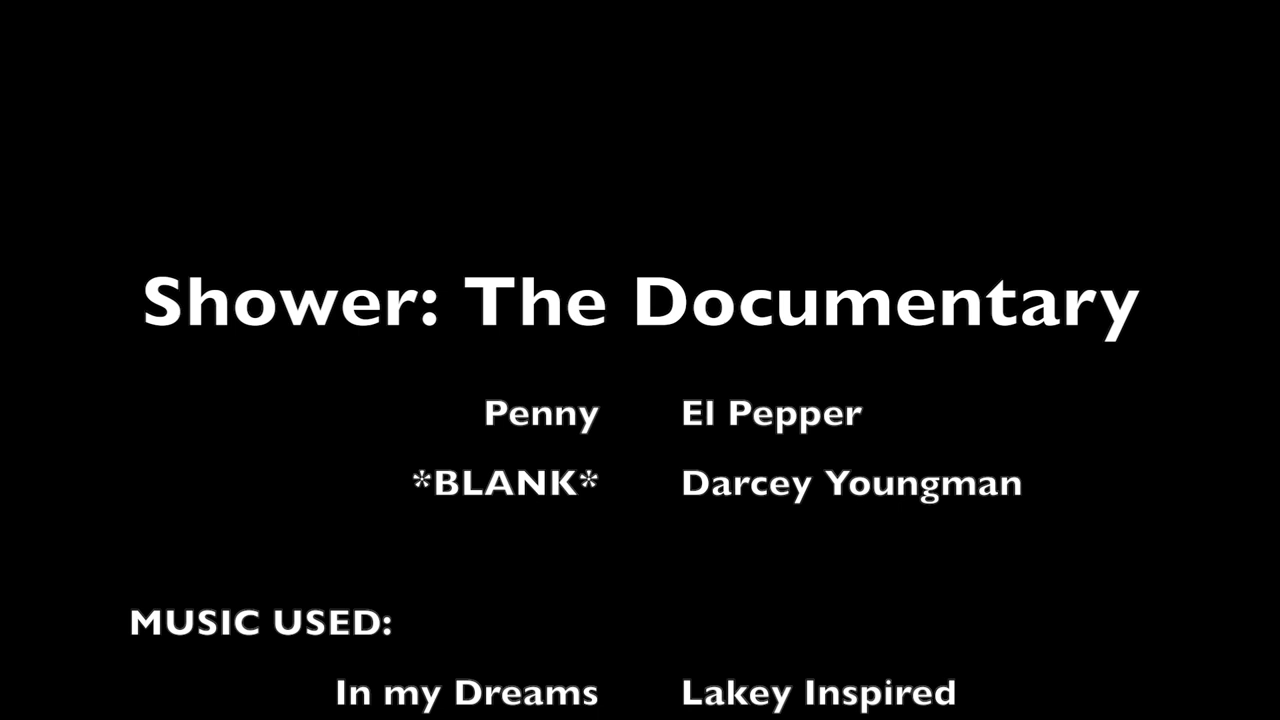 Shower: The Documentary
Penny El Pepper
*BLANK* Darcey Youngman
MUSIC USED:
In my Dreams Lakey Inspired